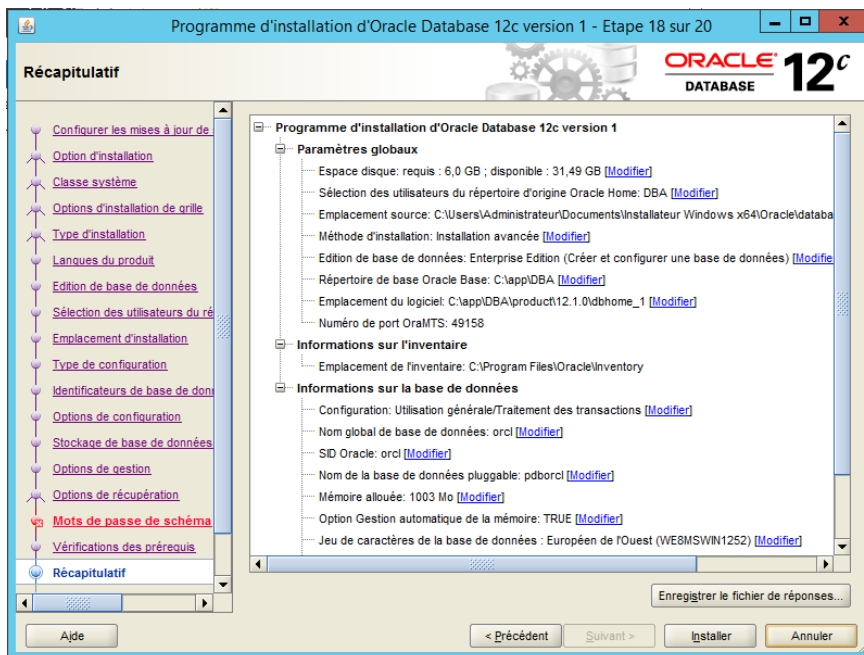 Programme d'installation d'Oracle Database 12c version 1 - Etape 18 sur 20
Récapitulatif
ORACLE
DATABASE
12c
Configurer les mises à jour de
Option d'installation
Classe système
Options d'installation de grille
Type d'installation
Langues du produit
Edition de base de données
Sélection des utilisateurs du ré
Emplacement d'installation
Type de configuration
Identificateurs de base de donn
Options de configuration
Stockage de base de données
Options de gestion
Options de récupération
Mots de passe de schéma
Vérifications des prérequis
Récapitulatif
Programme d'installation d'Oracle Database 12c version 1
Paramètres globaux
Espace disque: requis : 6,0 GB ; disponible : 31,49 GB [Modifier]
Sélection des utilisateurs du répertoire d'origine Oracle Home: DBA [Modifier]
Emplacement source: C:\Users\Administrateur\Documents\Installateur Windows x64\Oracle\databa
Méthode d'installation: Installation avancée [Modifier]
Edition de base de données: Enterprise Edition (Créer et configurer une base de données) [Modifie
Répertoire de base Oracle Base: C:\app\DBA [Modifier]
Emplacement du logiciel: C:\app\DBA\product\12.1.0\dbhome_1 [Modifier]
Numéro de port OraMTS: 49158
Informations sur l'inventaire
Emplacement de l'inventaire: C:\Program Files\Oracle\Inventory
Informations sur la base de données
Configuration: Utilisation générale/Traitement des transactions [Modifier]
Nom global de base de données: orcl [Modifier]
SID Oracle: orcl [Modifier]
Nom de la base de données pluggable: pdborcl [Modifier]
Mémoire allouée: 1003 Mo [Modifier]
Option Gestion automatique de la mémoire: TRUE [Modifier]
Jeu de caractères de la base de données : Européen de l'Ouest (WE8MSWIN1252) [Modifier]
Enregistrer le fichier de réponses...
Aide
< Précédent
Suivant >
Installer
Annuler